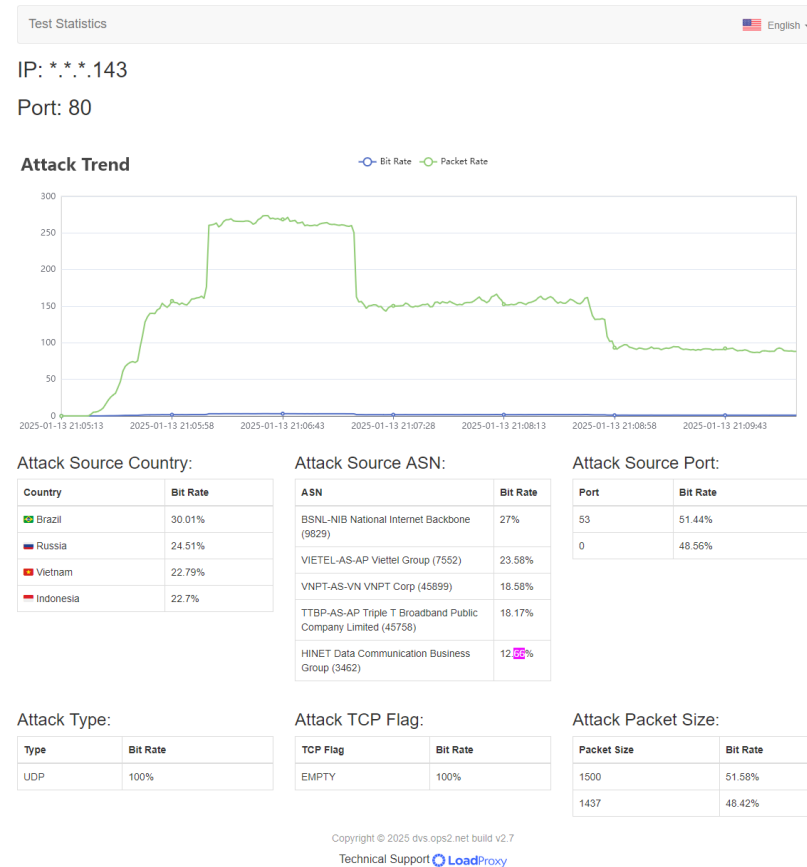 Test Statistics
English
IP: *.*.*.143
Port: 80
Attack Trend
Bit Rate
Packet Rate
300
250
200
150
100
50
0
2025-01-13 21:05:13
2025-01-13 21:05:58
2025-01-13 21:06:43
2025-01-13 21:07:28
2025-01-13 21:08:13
2025-01-13 21:08:58
2025-01-13 21:09:43
Attack Source Country:
Country Bit Rate
Brazil 30.01%
Russia 24.51%
Vietnam 22.79%
Indonesia 22.7%
Attack Source ASN:
ASN Bit Rate
BSNL-NIB National Internet Backbone
(9829) 27%
VIETEL-AS-AP Viettel Group (7552) 23.58%
VNPT-AS-VN VNPT Corp (45899) 18.58%
TTBP-AS-AP Triple T Broadband Public
Company Limited (45758) 18.17%
HINET Data Communication Business
Group (3462) 12.66%
Attack Source Port:
Port Bit Rate
53 51.44%
0 48.56%
Attack Type:
Type Bit Rate
UDP 100%
Attack TCP Flag:
TCP Flag Bit Rate
EMPTY 100%
Attack Packet Size:
Packet Size Bit Rate
1500 51.58%
1437 48.42%
Copyright © 2025 dvs.ops2.net build v2.7
Technical Support LoadProxy